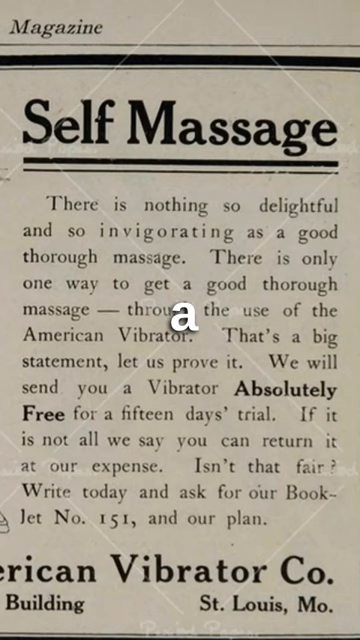 Magazine
Self Massage
There is nothing so delightful
and so invigorating as a good
thorough massage. There is only
one way to get a good thorough
massage — through the use of the
a
American Vibrator. That's a big
statement, let us prove it. We will
send you a Vibrator Absolutely
Free for a fifteen days' trial. If it
is not all we say you can return it
at our expense. Isn't that fair?
Write today and ask for our Book-
let No. 151, and our plan.
erican Vibrator Co.
Building St. Louis, Mo.